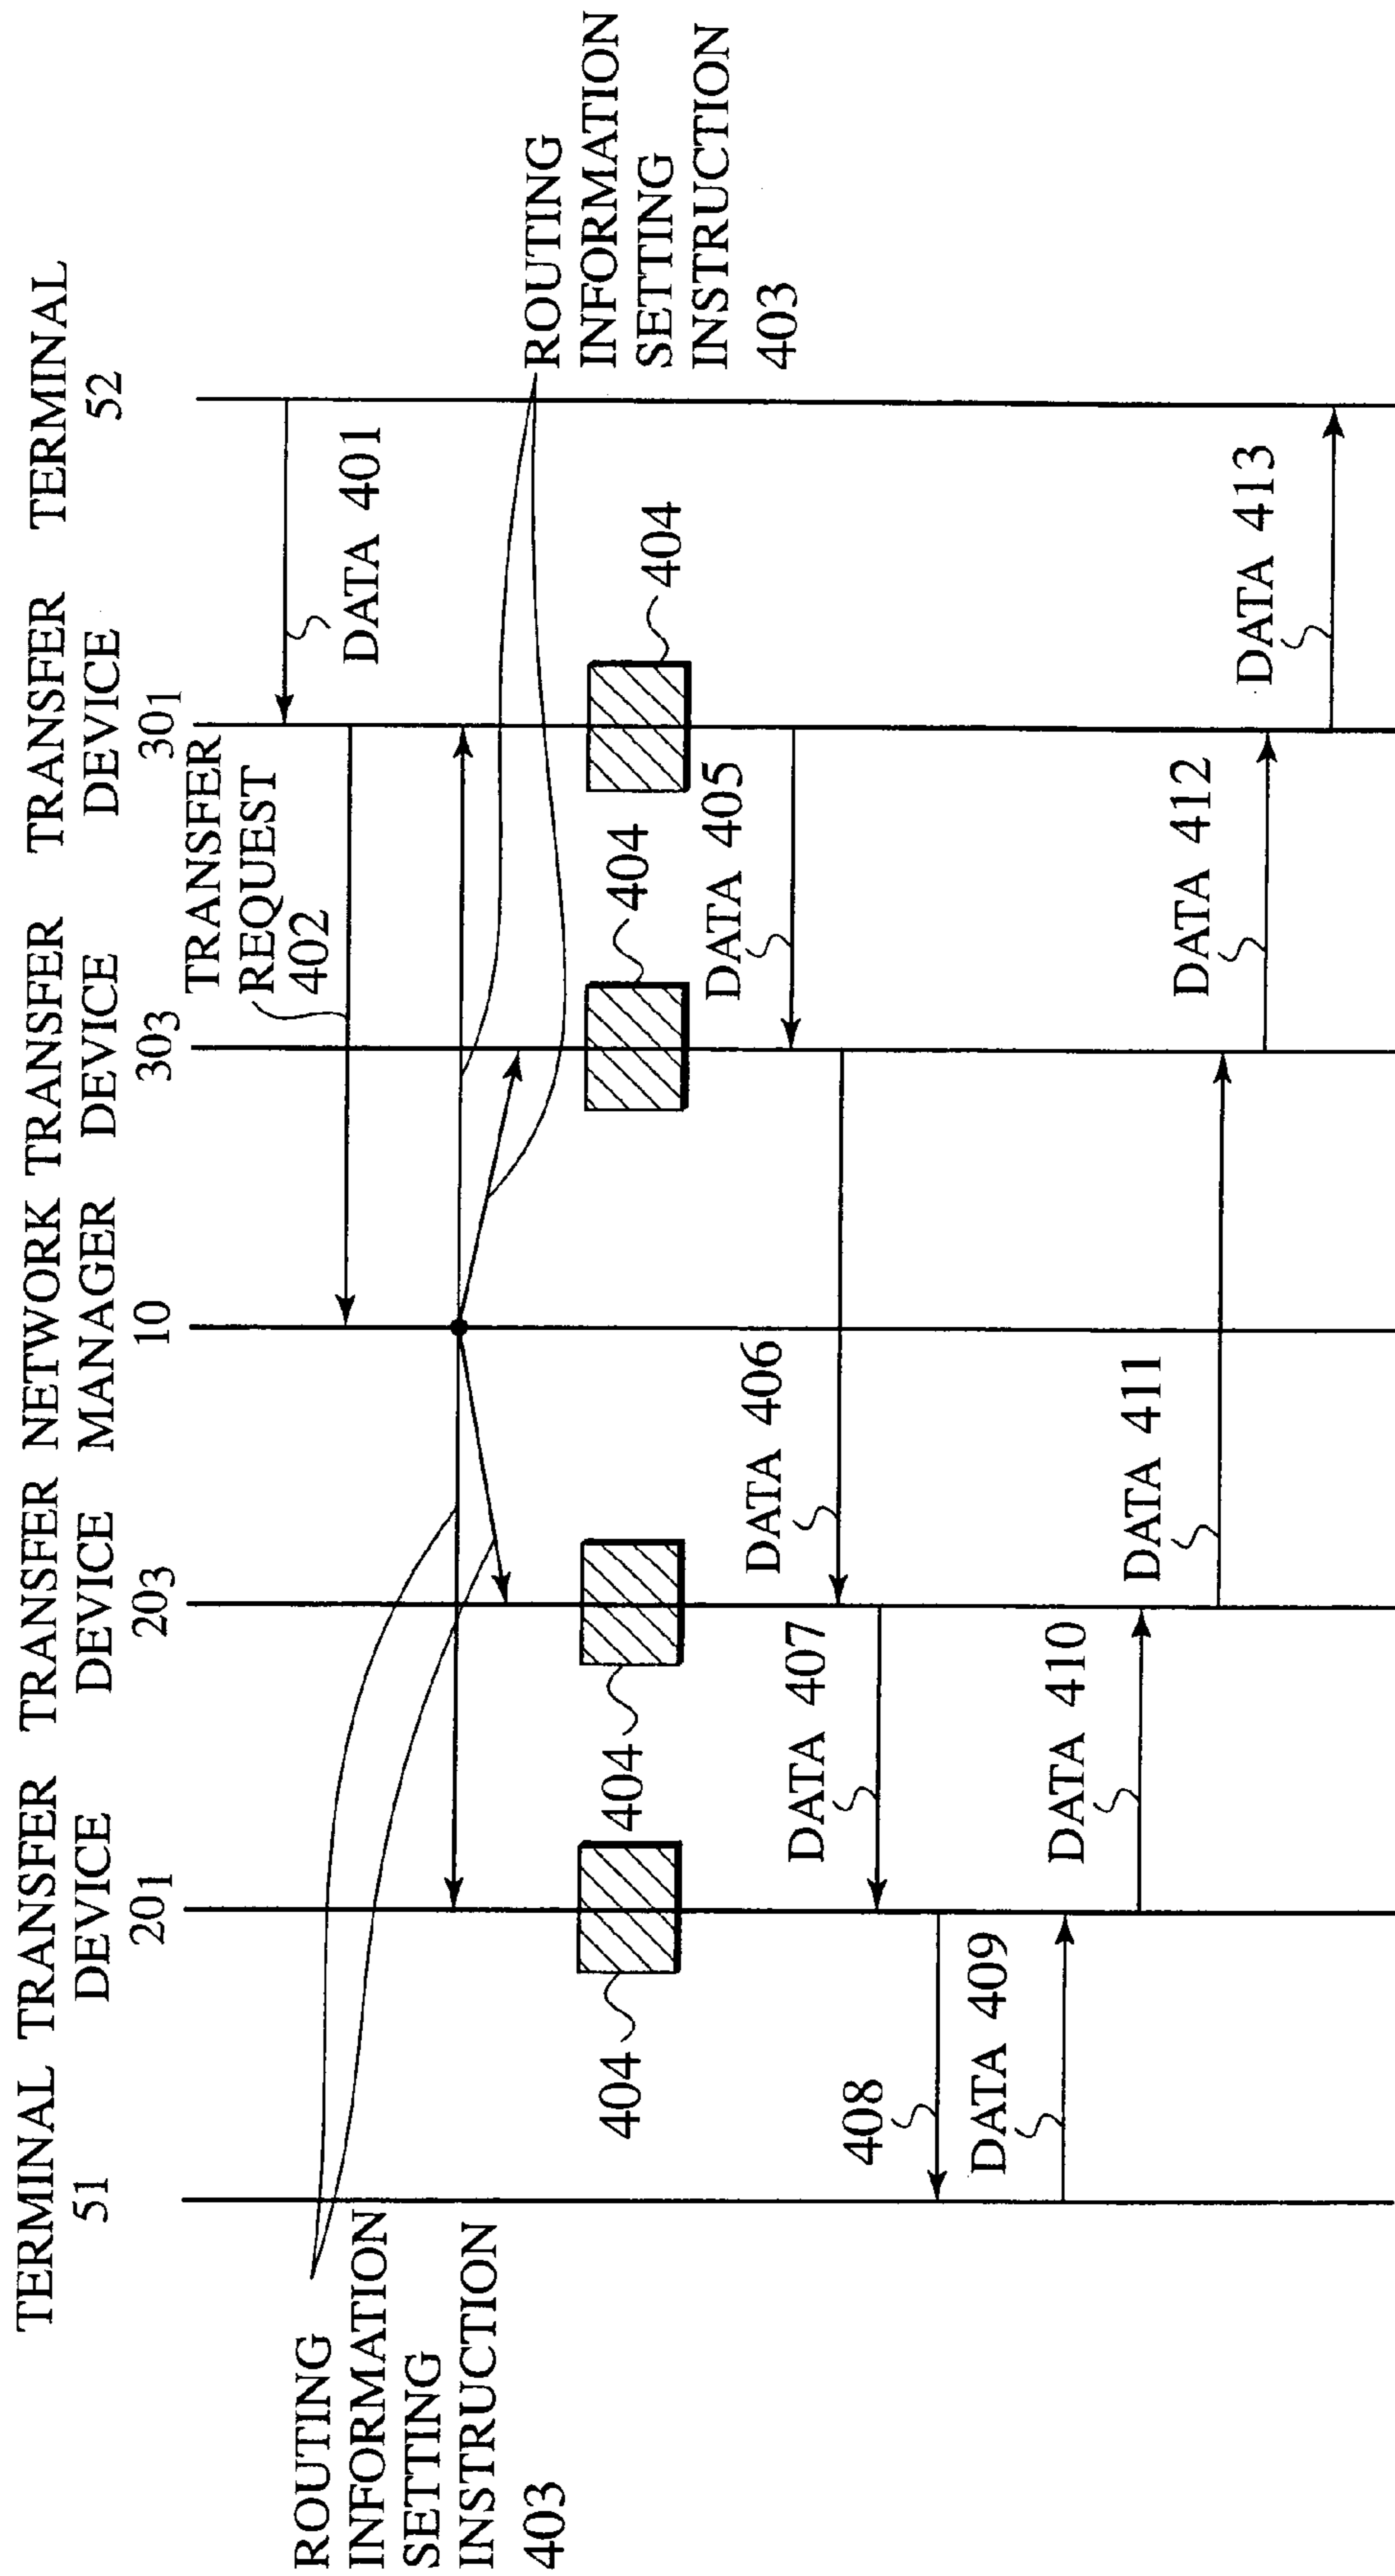 TERMINAL TRANSFER TRANSFER NETWORK TRANSFER TRANSFER TERMINAL
DEVICE DEVICE MANAGER DEVICE DEVICE
51 201 203 10 303 301 52
TRANSFER
REQUEST
402
DATA 401
ROUTING
INFORMATION
SETTING
INSTRUCTION
403
ROUTING
INFORMATION
SETTING
INSTRUCTION
403
404
404
404
404
DATA 405
DATA 406
DATA 407
408
DATA 409
DATA 410
DATA 411
DATA 412
DATA 413